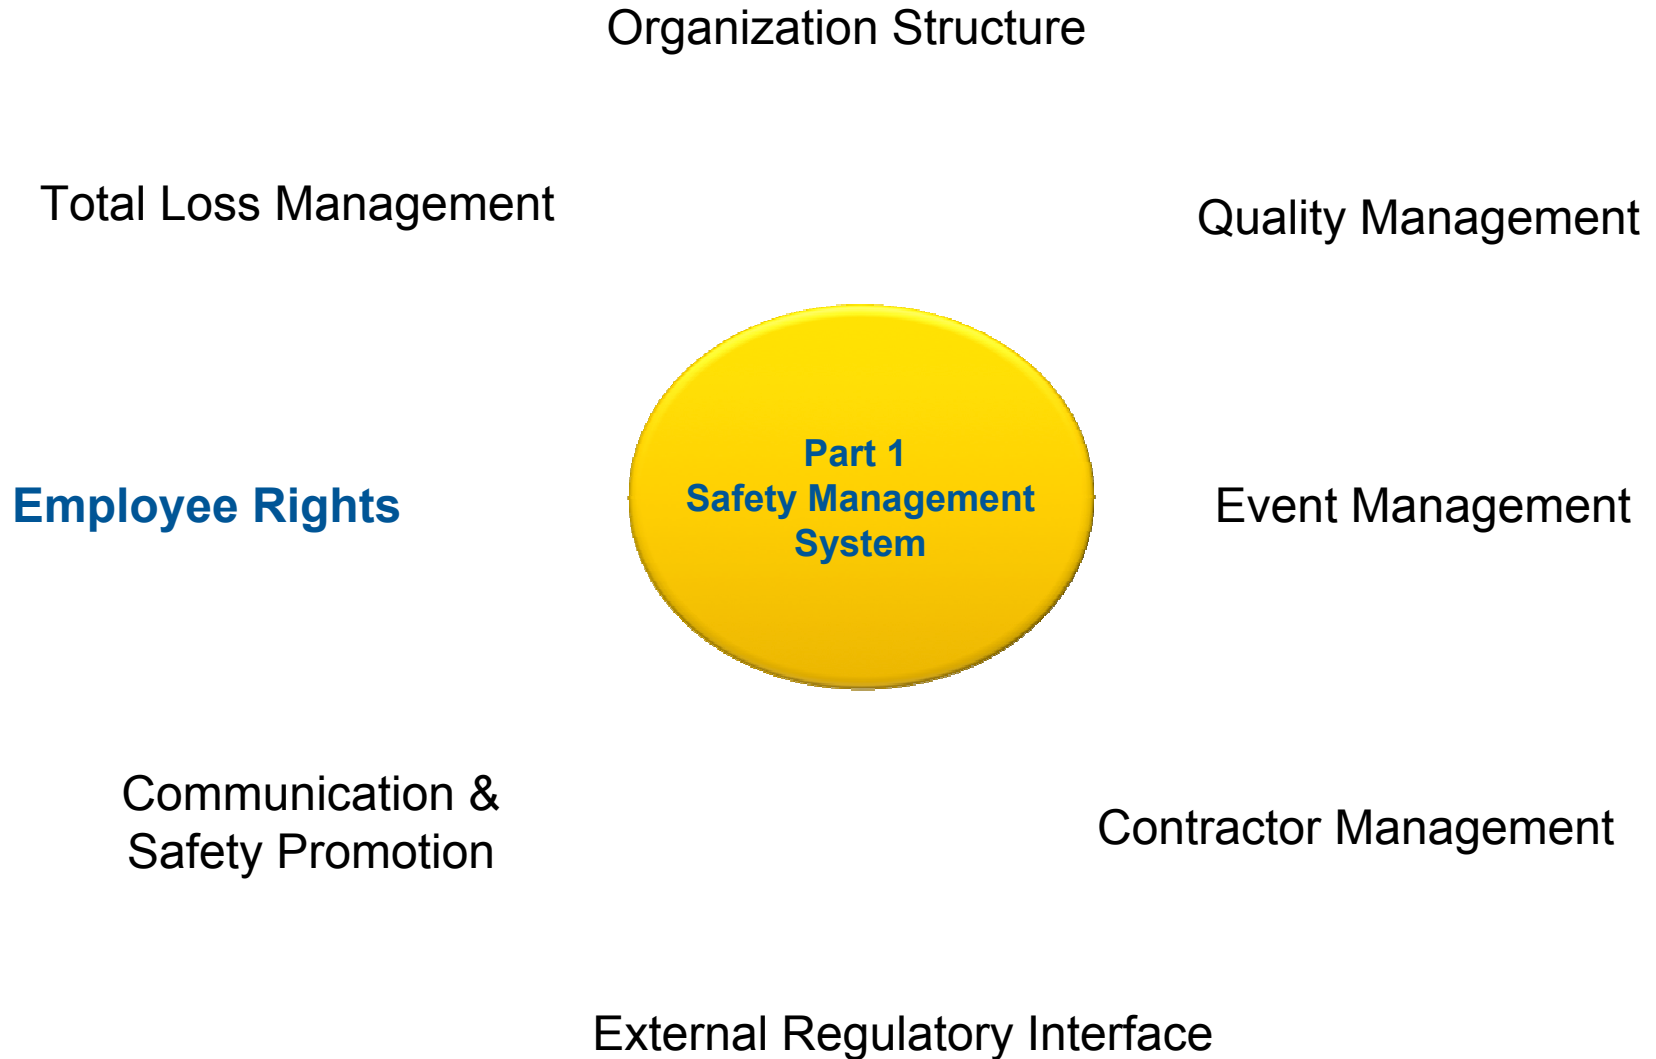 Organization Structure
Total Loss Management
Quality Management
Part 1
Safety Management
System
Employee Rights
Event Management
Communication &
Safety Promotion
Contractor Management
External Regulatory Interface